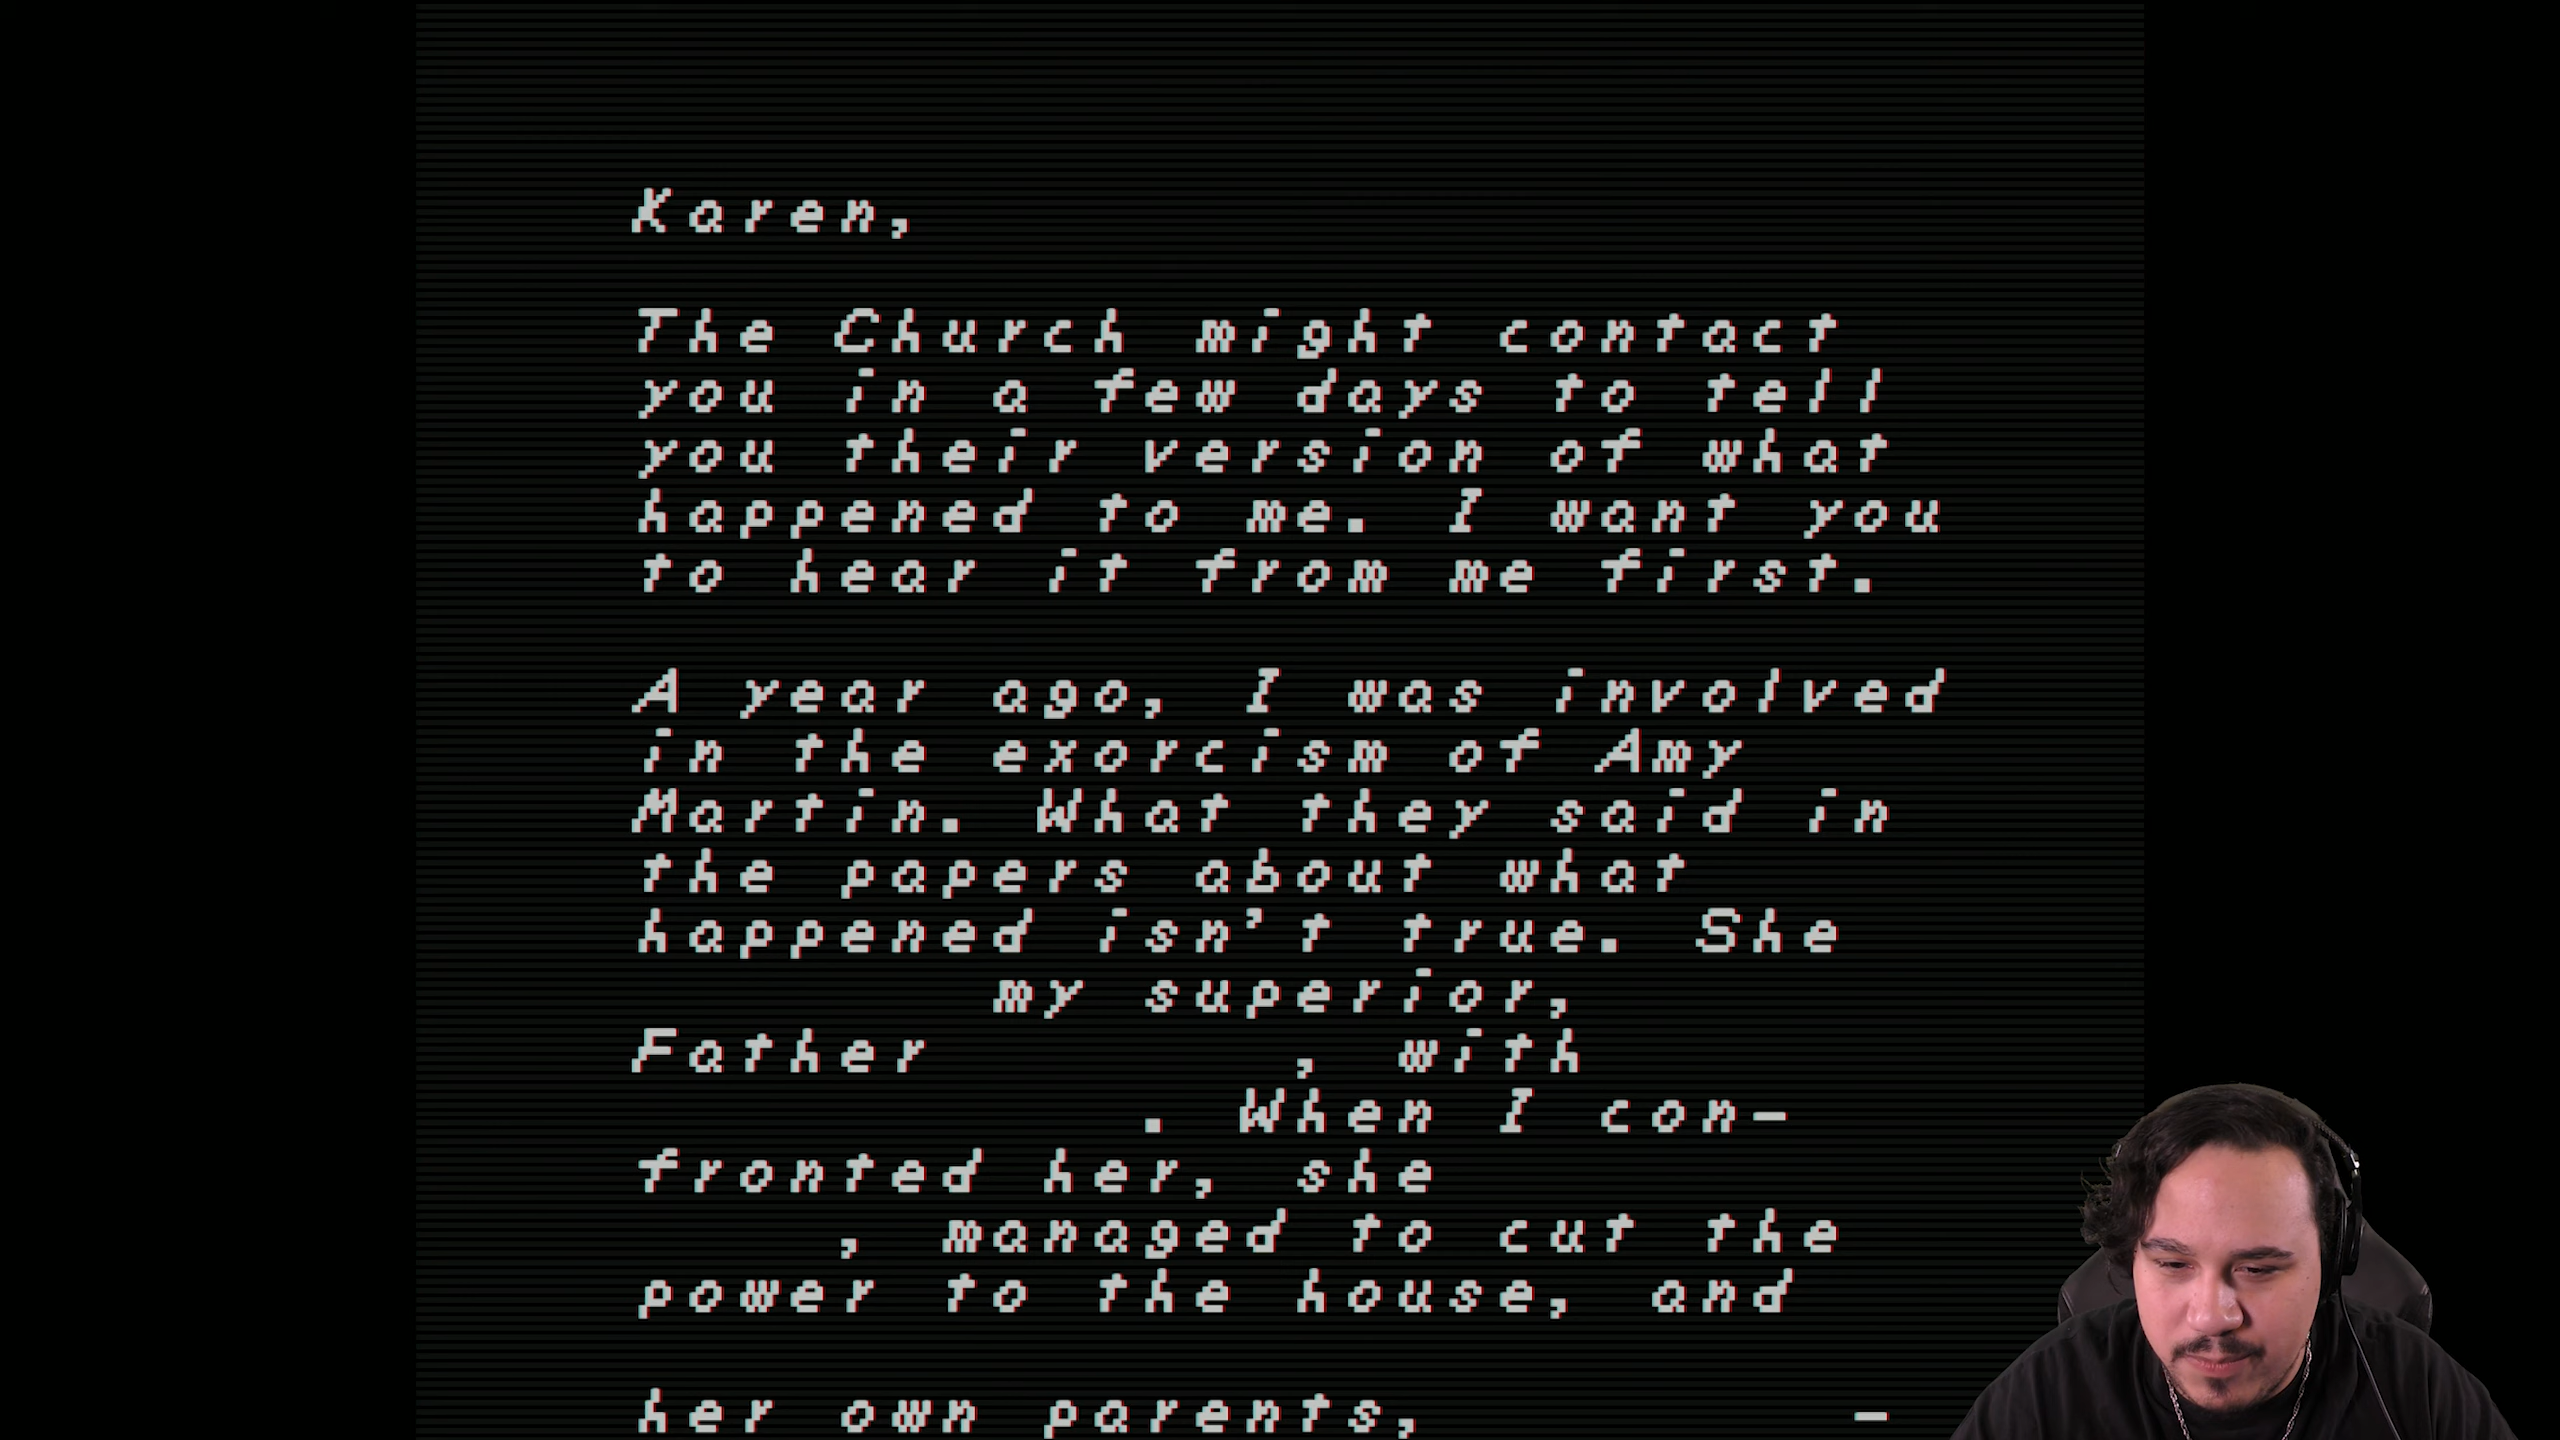 Karen,
The Church might contact
you in a few days to tell
you their version of what
happened to me. I want you
to hear it from me first.
A year ago, I was involved
in the exorcism of Amy
Martin. What they said in
the papers about what
happened isn't true. She
my superior,
Father , with
. When I con-
fronted her, she
, managed to cut the
power to the house, and
her own parents, -